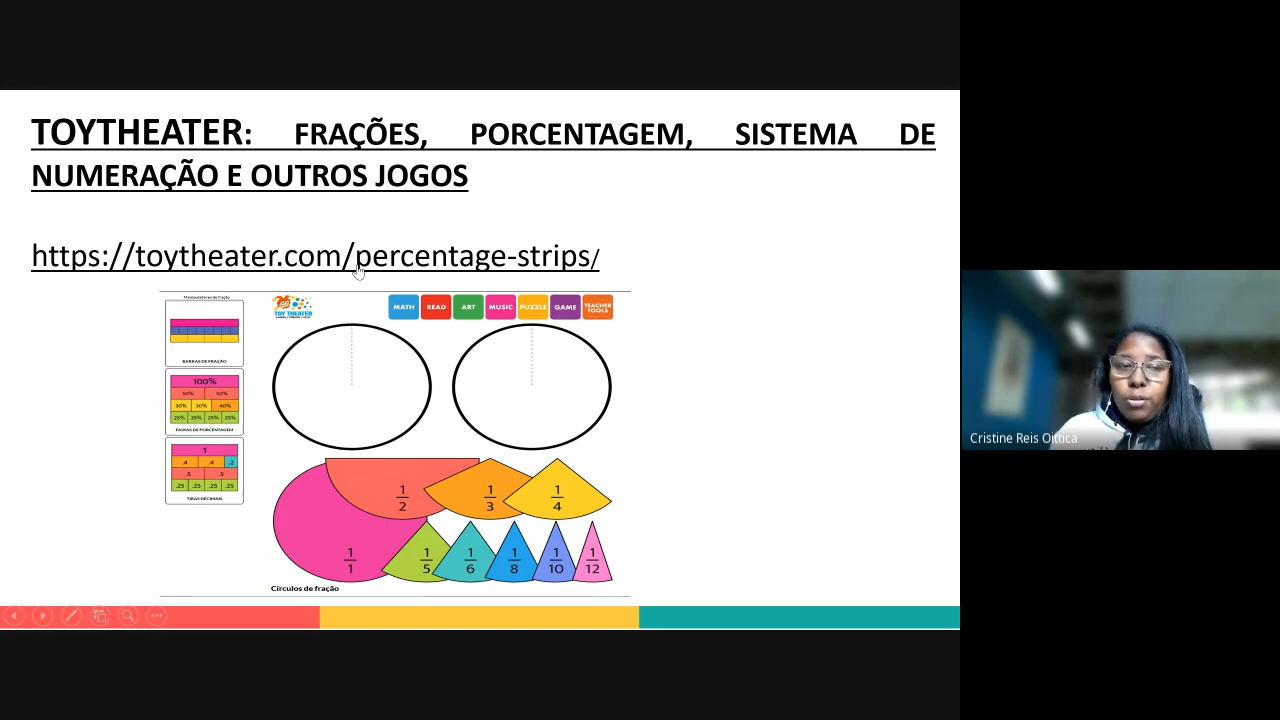 TOYTHEATER: FRAÇÕES, PORCENTAGEM, SISTEMA DE
NUMERAÇÃO E OUTROS JOGOS
https://toytheater.com/percentage-strips/
Manipuladores de fração
BARRAS DE FRAÇÃO
100%
50% 50%
30% 30% 40%
25% 25% 25% 25%
FAIXAS DE PORCENTAGEM
1
.4 .4 .2
.5 .5
.25 .25 .25 .25
TIRAS DECIMAIS
TOY THEATER
MATH READ ART MUSIC PUZZLE GAME TEACHER TOOLS
1/2 1/3 1/4
1/1 1/5 1/6 1/8 1/10 1/12
Círculos de fração
Cristine Reis Oittica